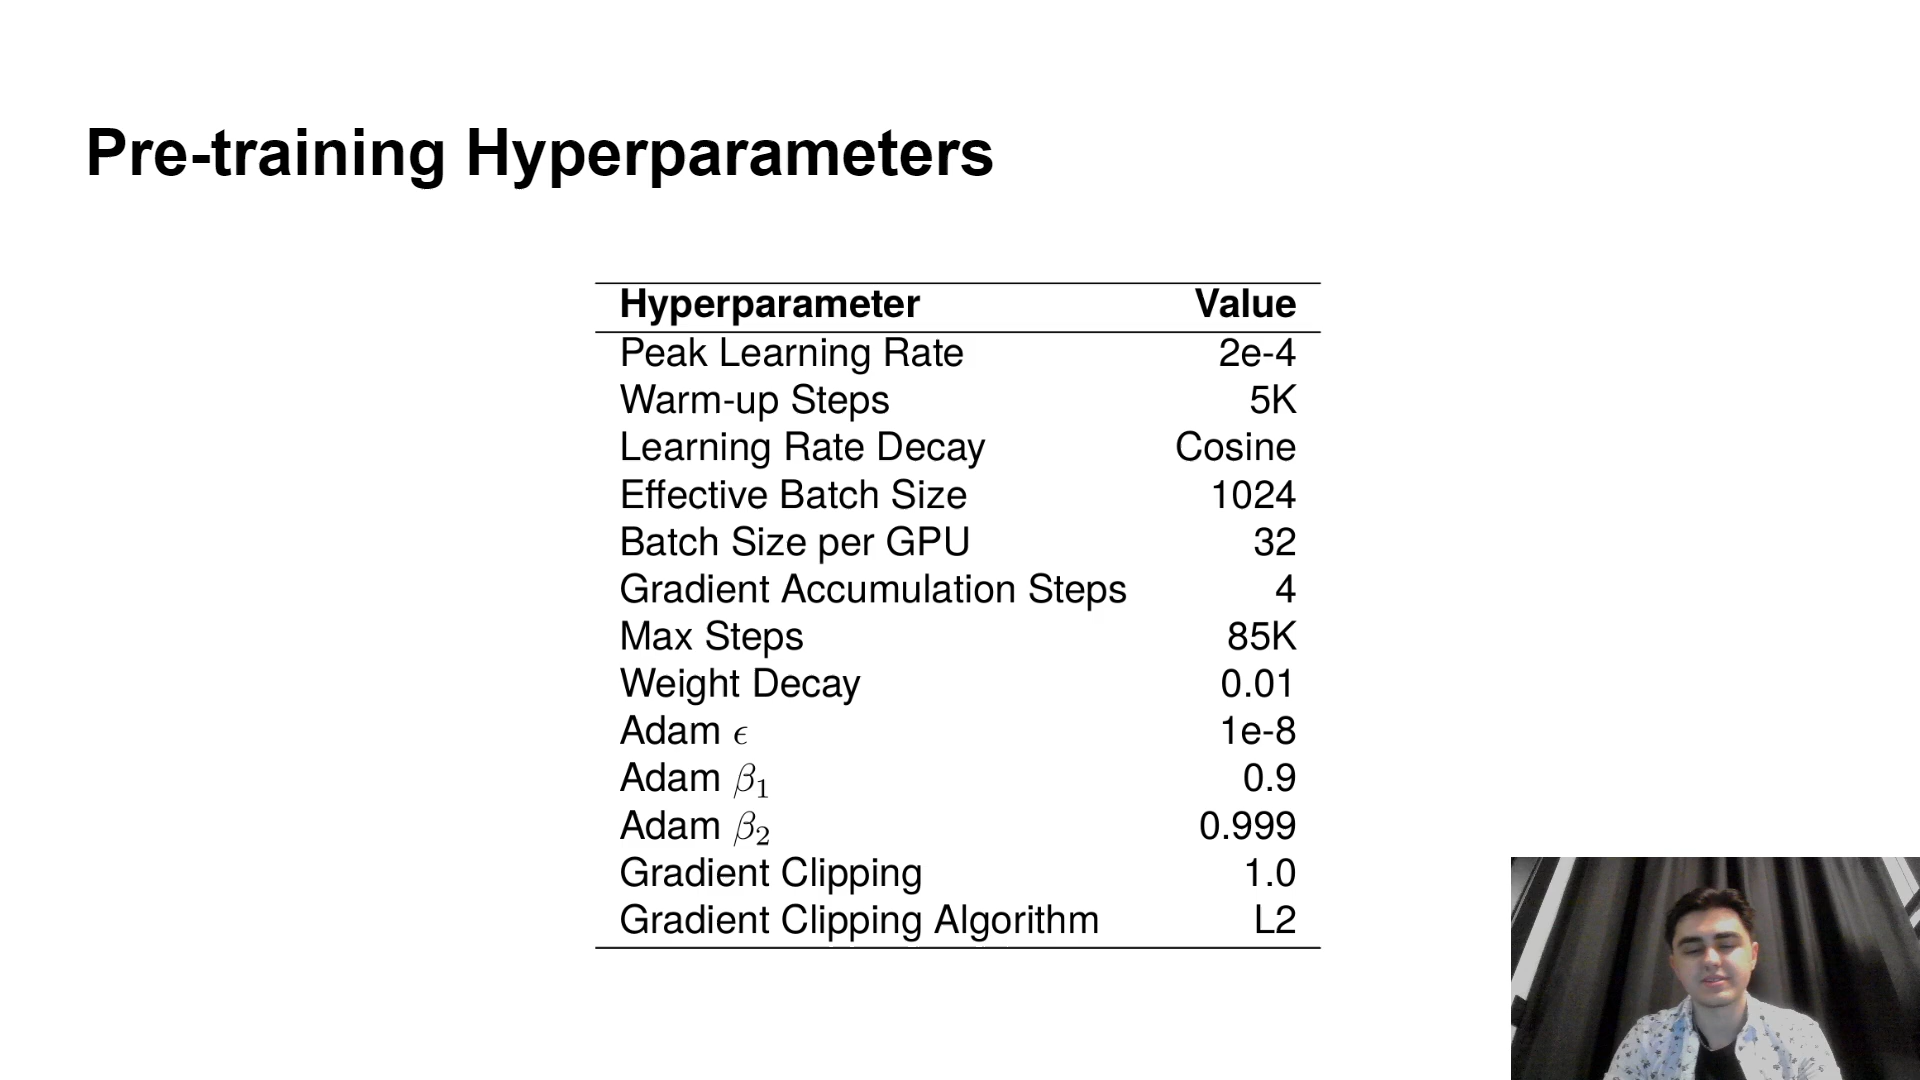 Pre-training Hyperparameters
Hyperparameter Value
Peak Learning Rate 2e-4
Warm-up Steps 5K
Learning Rate Decay Cosine
Effective Batch Size 1024
Batch Size per GPU 32
Gradient Accumulation Steps 4
Max Steps 85K
Weight Decay 0.01
Adam ϵ 1e-8
Adam β₁ 0.9
Adam β₂ 0.999
Gradient Clipping 1.0
Gradient Clipping Algorithm L2